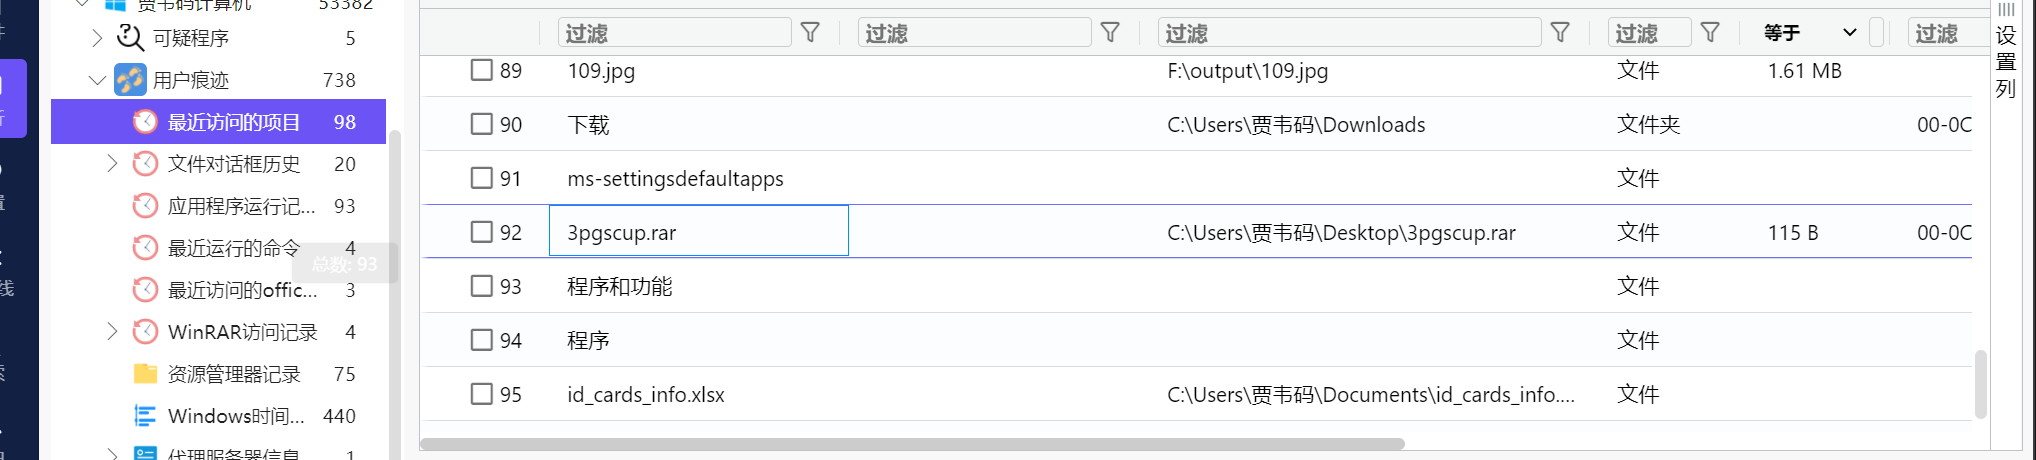 贾韦码计算机 53382
可疑程序 5
用户痕迹 738
最近访问的项目 98
文件对话框历史 20
应用程序运行记... 93
最近运行的命令 4
总数: 93
最近访问的offic... 3
WinRAR访问记录 4
资源管理器记录 75
Windows时间... 440
代理服务器信息 1
过滤 过滤 过滤 过滤 等于 过滤
89 109.jpg F:\output\109.jpg 文件 1.61 MB
90 下载 C:\Users\贾韦码\Downloads 文件夹 00-0C
91 ms-settingsdefaultapps 文件
92 3pgscup.rar C:\Users\贾韦码\Desktop\3pgscup.rar 文件 115 B 00-0C
93 程序和功能 文件
94 程序 文件
95 id_cards_info.xlsx C:\Users\贾韦码\Documents\id_cards_info.... 文件
设置列